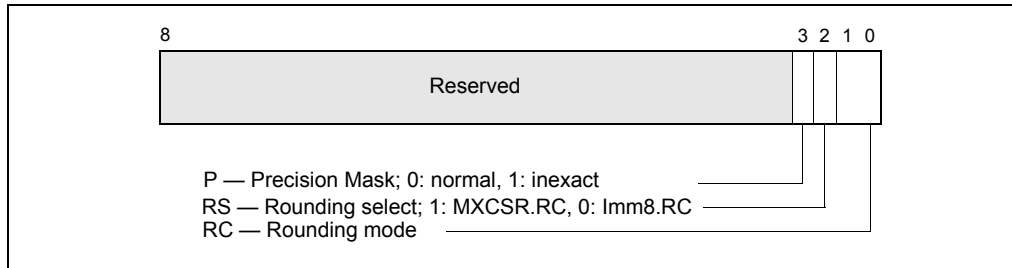 8 3 2 1 0
Reserved
P — Precision Mask; 0: normal, 1: inexact
RS — Rounding select; 1: MXCSR.RC, 0: Imm8.RC
RC — Rounding mode